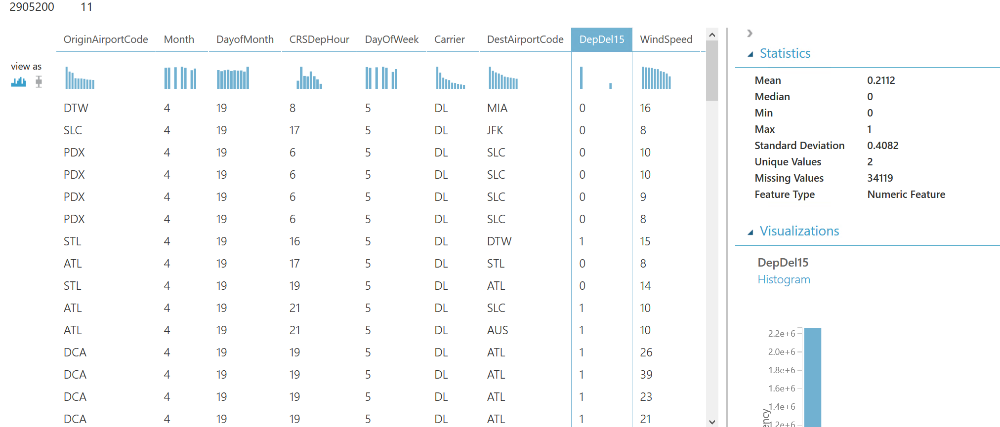 2905200 11
OriginAirportCode Month DayofMonth CRSDepHour DayOfWeek Carrier DestAirportCode DepDel15 WindSpeed
view as
DTW 4 19 8 5 DL MIA 0 16
SLC 4 19 17 5 DL JFK 0 8
PDX 4 19 6 5 DL SLC 0 10
PDX 4 19 6 5 DL SLC 0 10
PDX 4 19 6 5 DL SLC 0 9
PDX 4 19 6 5 DL SLC 0 8
STL 4 19 16 5 DL DTW 1 15
ATL 4 19 17 5 DL STL 0 8
STL 4 19 19 5 DL ATL 0 14
ATL 4 19 21 5 DL SLC 1 10
ATL 4 19 21 5 DL AUS 1 10
DCA 4 19 19 5 DL ATL 1 26
DCA 4 19 19 5 DL ATL 1 39
DCA 4 19 19 5 DL ATL 1 23
DCA 4 19 19 5 DL ATL 1 21
Statistics
Mean 0.2112
Median 0
Min 0
Max 1
Standard Deviation 0.4082
Unique Values 2
Missing Values 34119
Feature Type Numeric Feature
Visualizations
DepDel15
Histogram
2.2e+6
2.0e+6
1.8e+6
1.6e+6
1.4e+6
1.2e+6